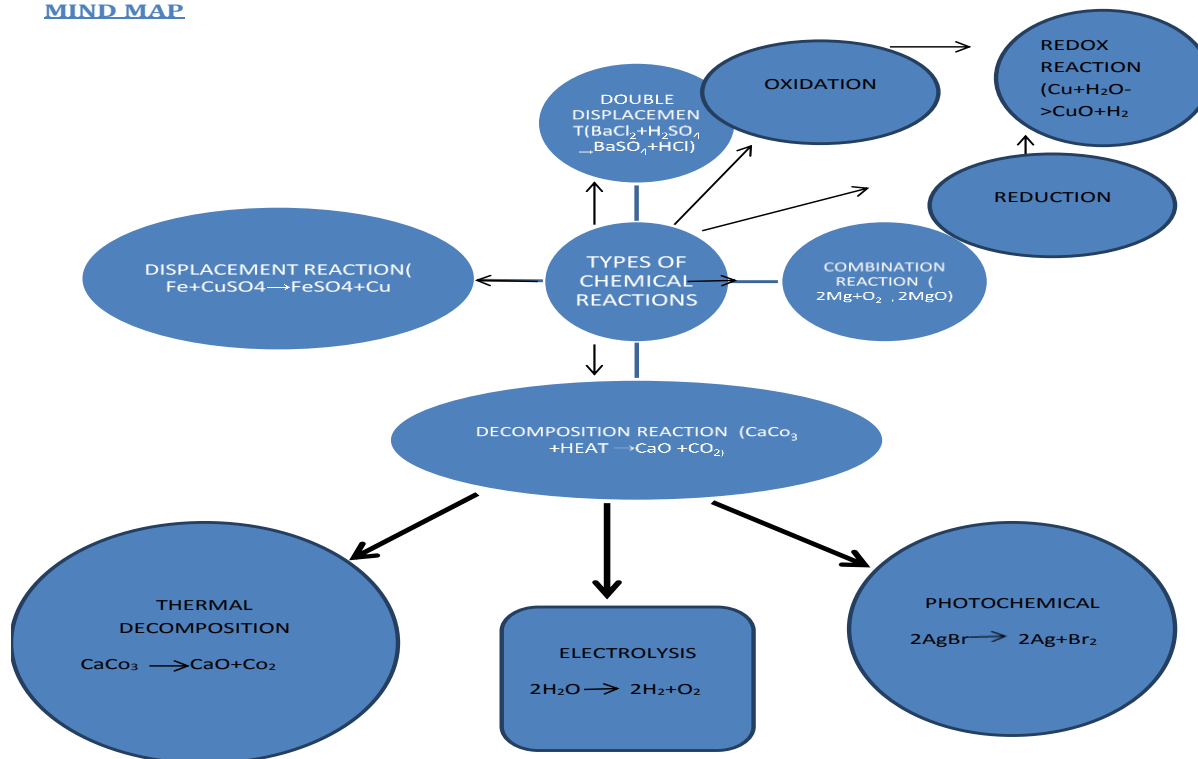 MIND MAP
OXIDATION
REDOX
REACTION
(Cu+H₂O-
>CuO+H₂
DOUBLE
DISPLACEMEN
T(BaCl₂+H₂SO₄
→BaSO₄+HCl)
REDUCTION
DISPLACEMENT REACTION(
Fe+CuSO4→FeSO4+Cu
TYPES OF
CHEMICAL
REACTIONS
COMBINATION
REACTION (
2Mg+O₂ , 2MgO)
DECOMPOSITION REACTION (CaCo₃
+HEAT →CaO +CO₂)
THERMAL
DECOMPOSITION
CaCo₃ →CaO+Co₂
ELECTROLYSIS
2H₂O→ 2H₂+O₂
PHOTOCHEMICAL
2AgBr→ 2Ag+Br₂